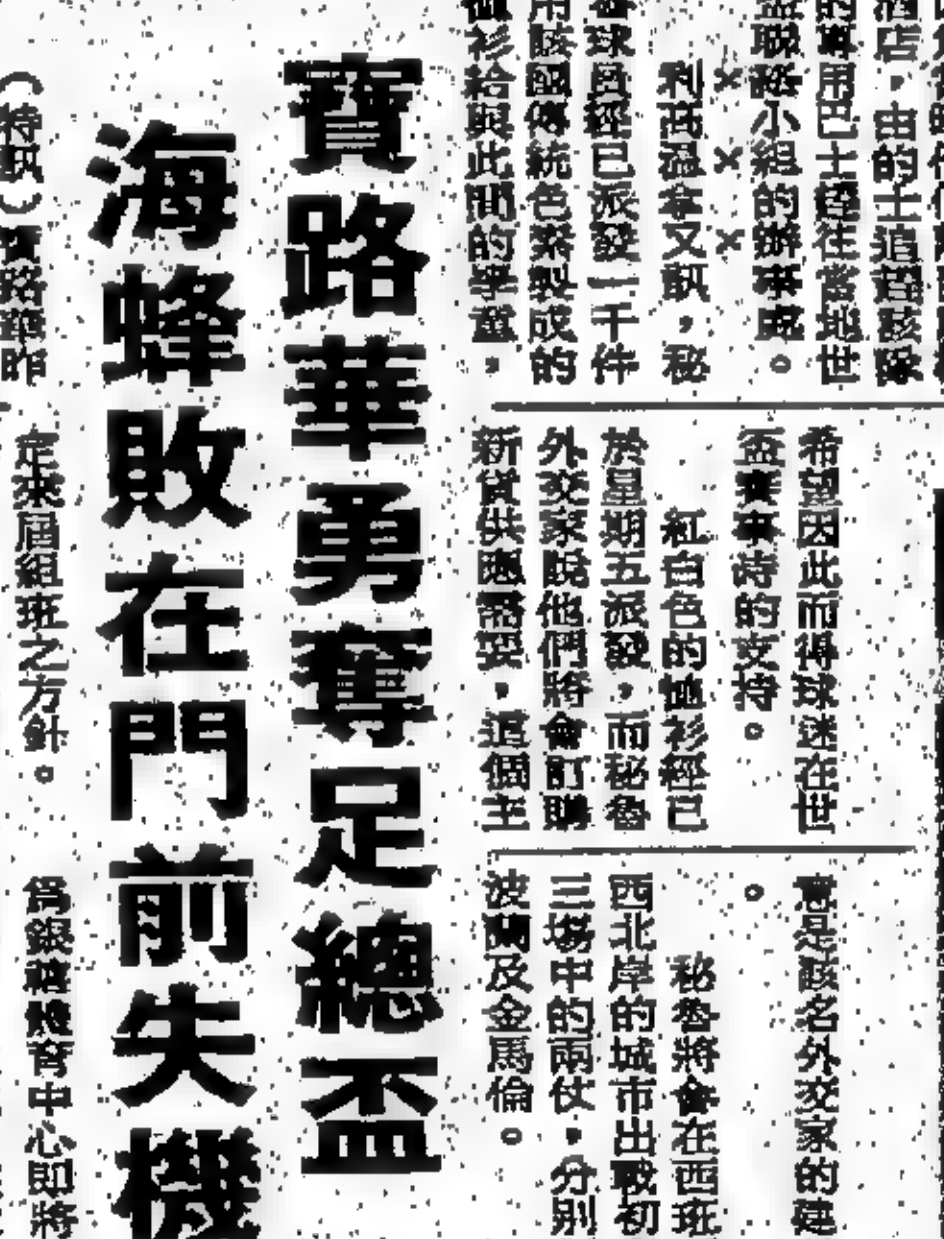 酒店，由的士追蹤該隊
的專用巴士轉往當地世
盃聯絡小組的辦事處。
×××
利馬溫拿又訊，秘
球會經已派發一千件
用該國傳統色素製成的
恤衫給與此間的學童，
希望因此而得球迷在世
盃賽事時的支持。
紅白色的恤衫經已
於星期五派發，而秘魯
外交家說他們將會訂購
新貨供應需要，這個主
意是該名外交家的建
。
秘魯將會在西班
西北岸的城市出戰初
三場中的兩仗，分別
波蘭及金馬倫。
寶路華勇奪足總盃
海蜂敗在門前失機
（特訊）寶路華昨
定來屆組班之方針。
為銀禧體育中心即將